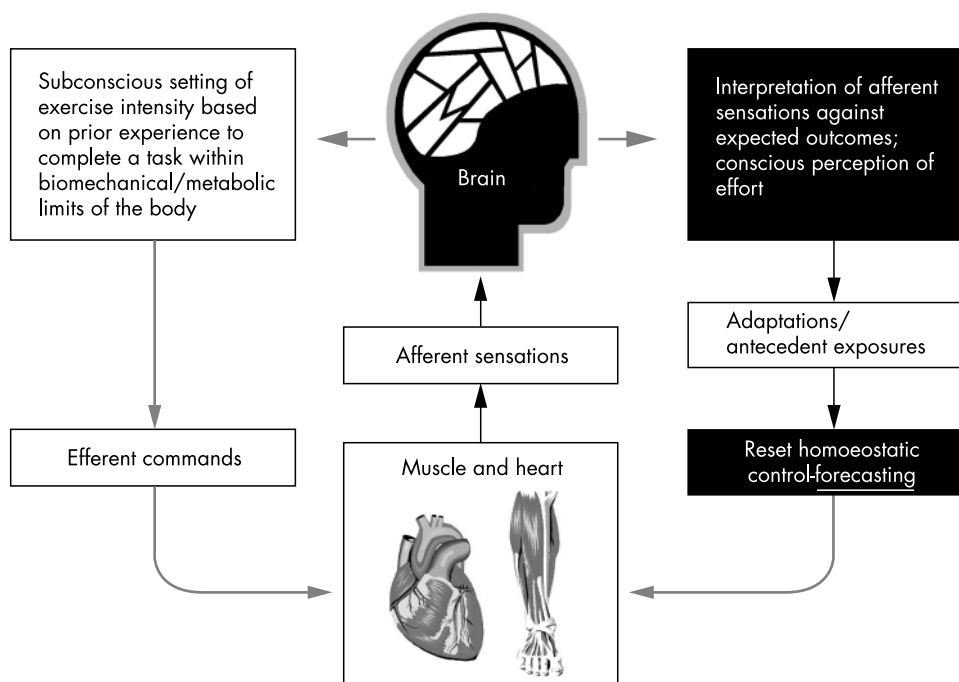 Subconscious setting of
exercise intensity based
on prior experience to
complete a task within
biomechanical/metabolic
limits of the body
Brain
Interpretation of afferent
sensations against
expected outcomes;
conscious perception of
effort
Afferent sensations
Adaptations/
antecedent exposures
Efferent commands
Muscle and heart
Reset homoeostatic
control-forecasting